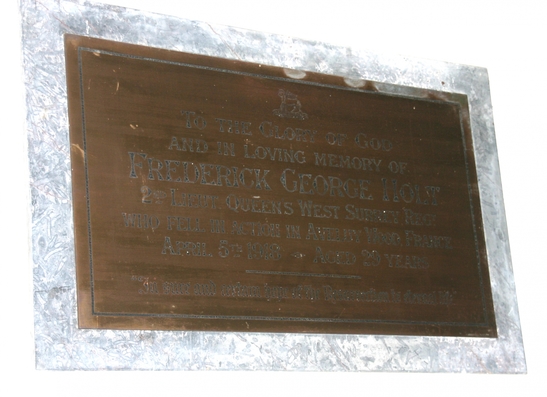 TO THE GLORY OF GOD
AND IN LOVING MEMORY OF
FREDERICK GEORGE HOLT
2ND LIEUT QUEENS WEST SURREY REGT
WHO FELL IN ACTION IN AVELUY WOOD FRANCE
APRIL 5TH 1918 AGED 20 YEARS